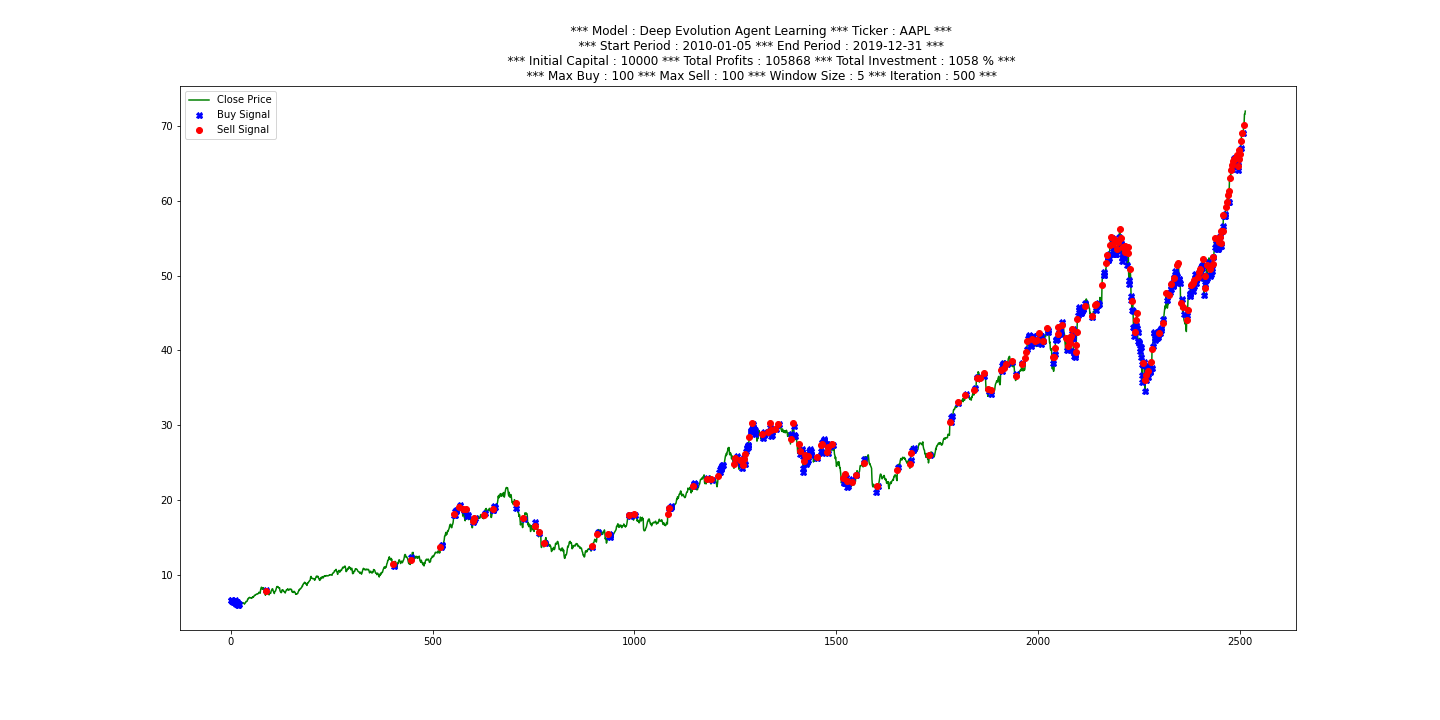 *** Model : Deep Evolution Agent Learning *** Ticker : AAPL ***
*** Start Period : 2010-01-05 *** End Period : 2019-12-31 ***
*** Initial Capital : 10000 *** Total Profits : 105868 *** Total Investment : 1058 % ***
*** Max Buy : 100 *** Max Sell : 100 *** Window Size : 5 *** Iteration : 500 ***
Close Price
Buy Signal
Sell Signal
70
60
50
40
30
20
10
0 500 1000 1500 2000 2500